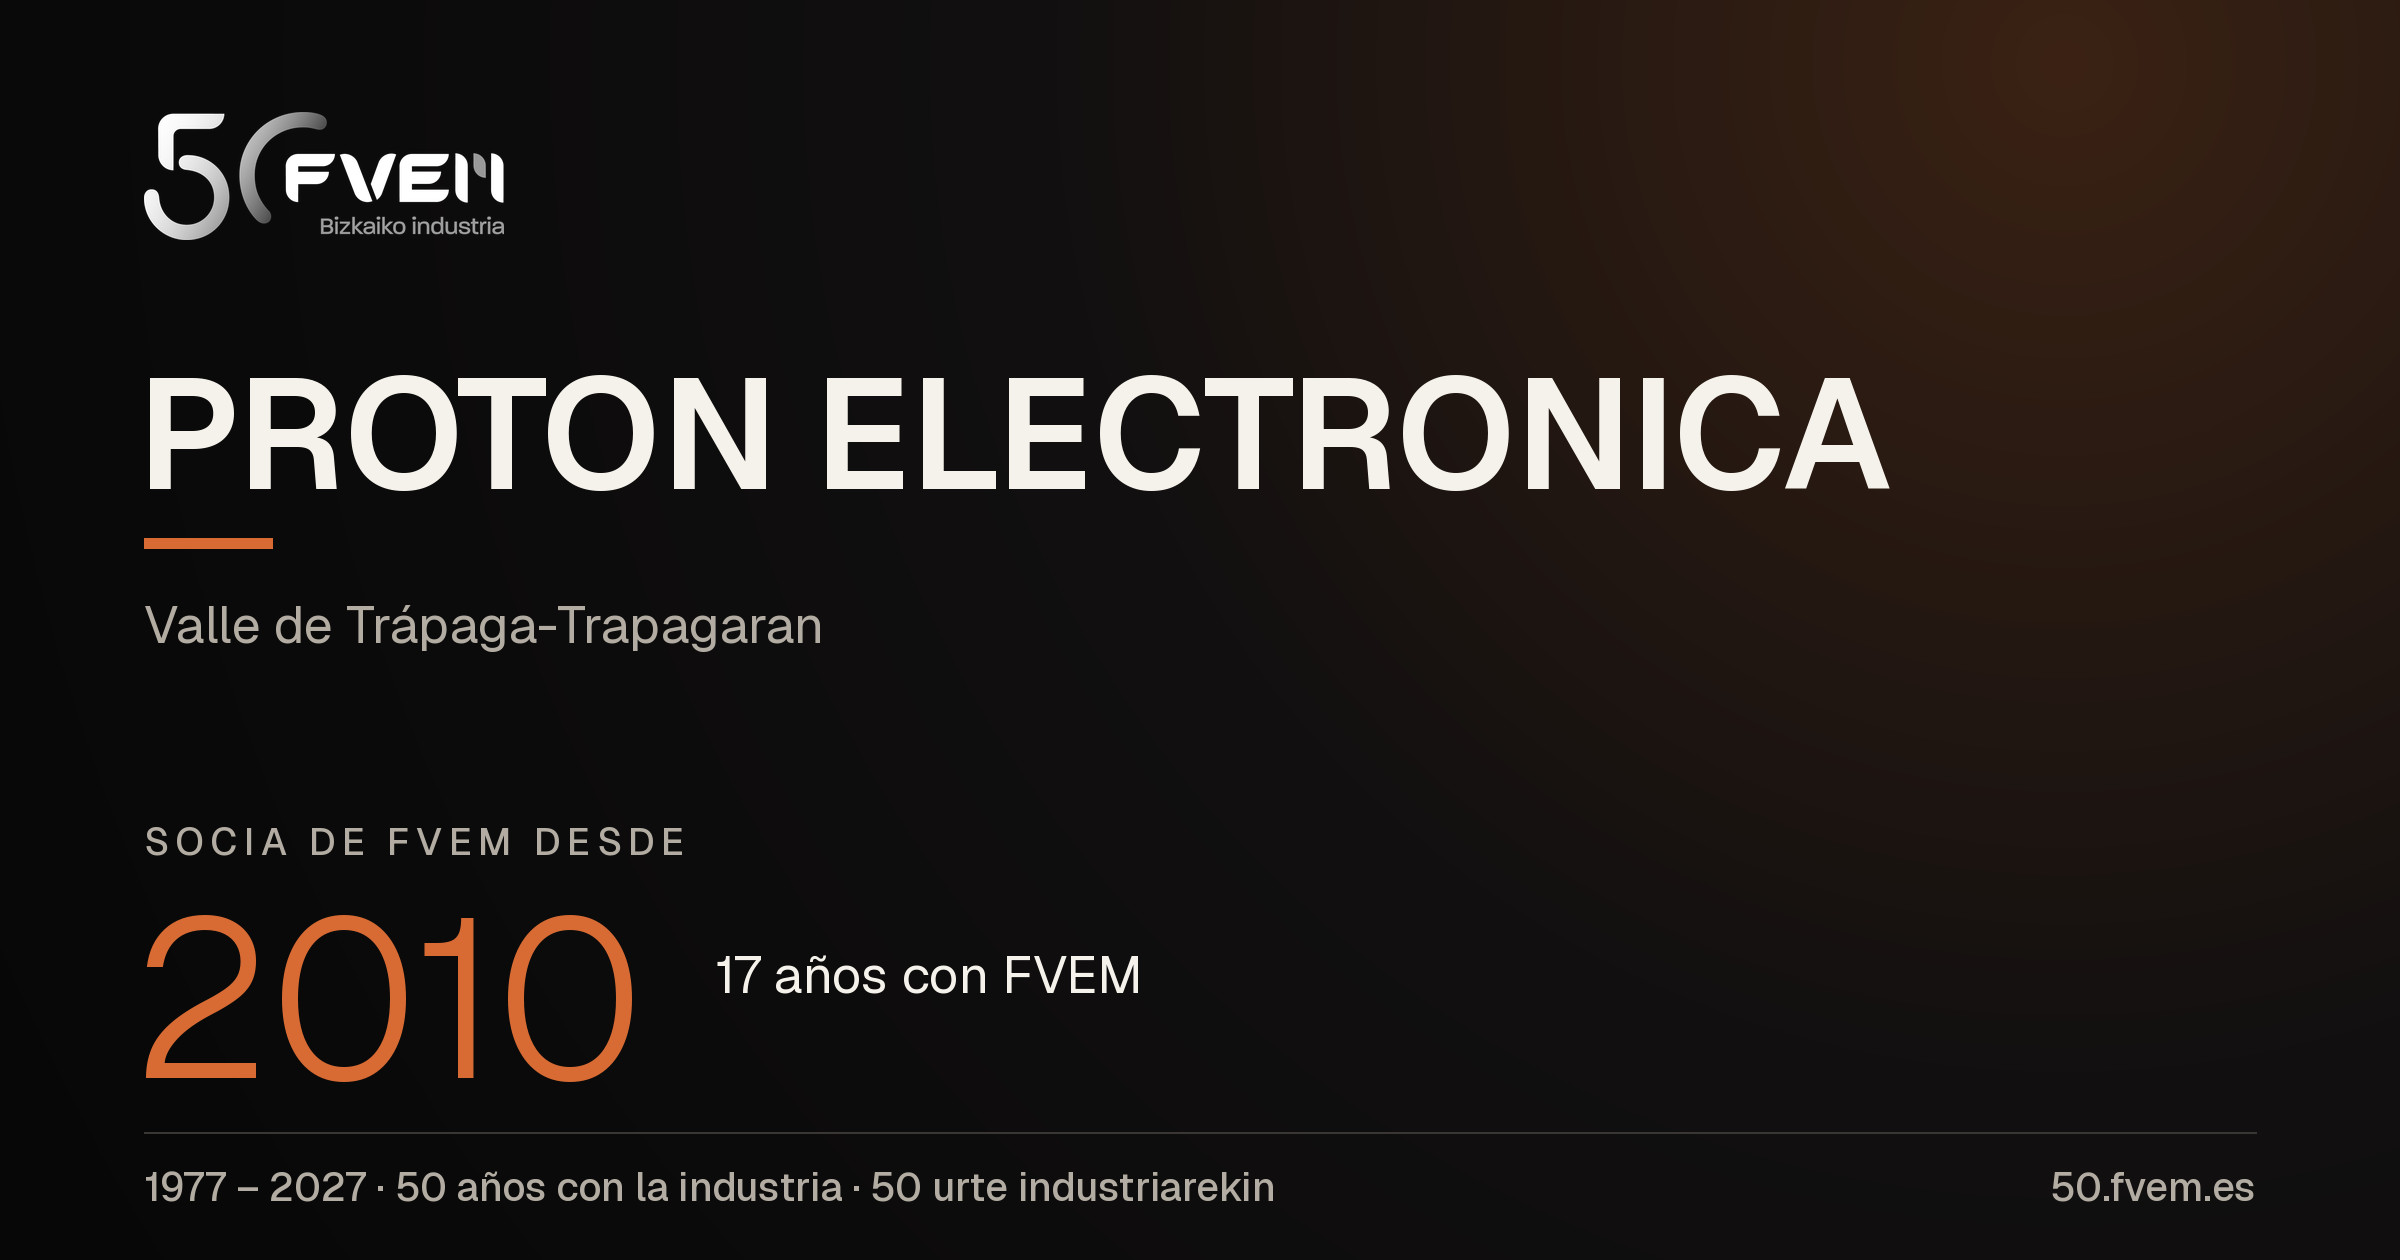 50 FVEM
Bizkaiko industria
PROTON ELECTRONICA
Valle de Trápaga-Trapagaran
SOCIA DE FVEM DESDE
2010
17 años con FVEM
1977 – 2027 · 50 años con la industria · 50 urte industriarekin
50.fvem.es